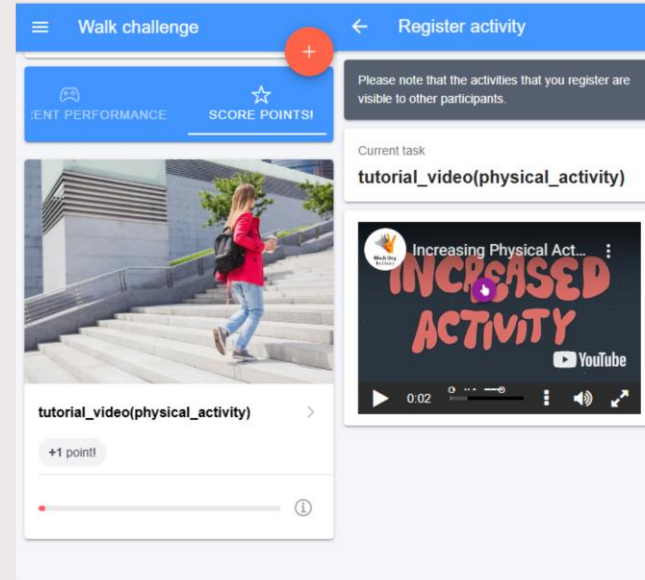 Walk challenge
+
ENT PERFORMANCE
SCORE POINTS!
tutorial_video(physical_activity)
+1 point!
Register activity
Please note that the activities that you register are
visible to other participants.
Current task
tutorial_video(physical_activity)
Increasing Physical Act...
INCREASED
ACTIVITY
YouTube
0:02